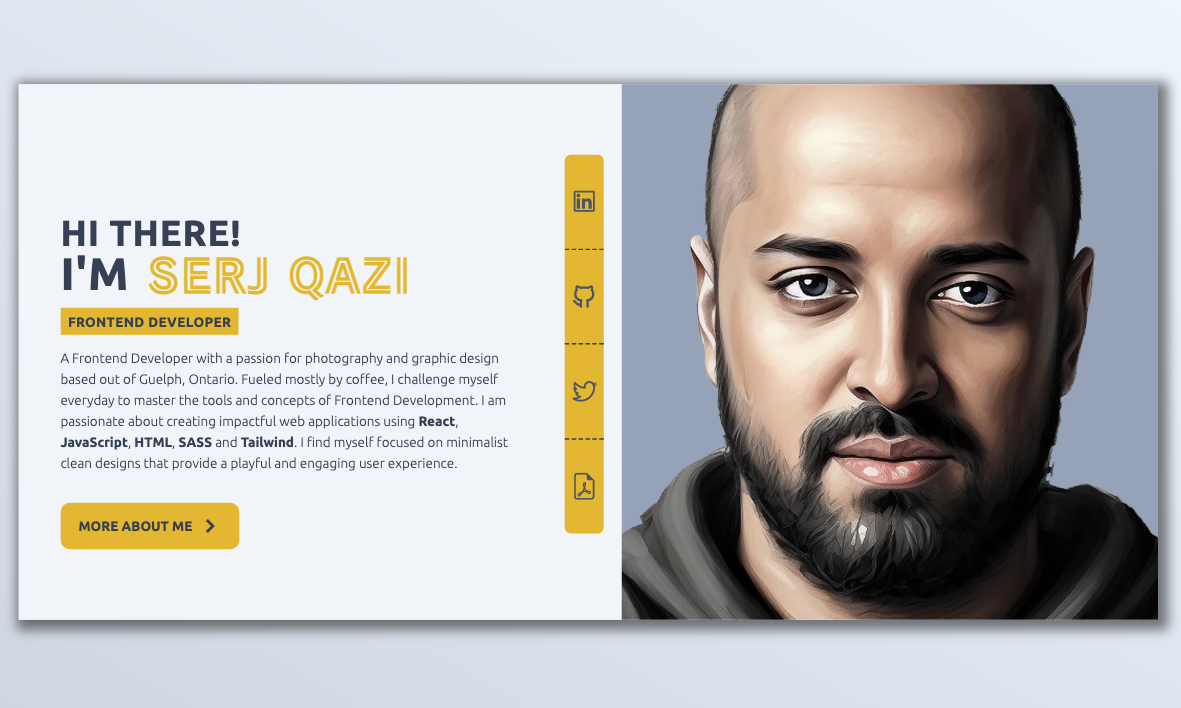 HI THERE!
I'M SERJ QAZI
FRONTEND DEVELOPER
A Frontend Developer with a passion for photography and graphic design
based out of Guelph, Ontario. Fueled mostly by coffee, I challenge myself
everyday to master the tools and concepts of Frontend Development. I am
passionate about creating impactful web applications using React,
JavaScript, HTML, SASS and Tailwind. I find myself focused on minimalist
clean designs that provide a playful and engaging user experience.
MORE ABOUT ME
in